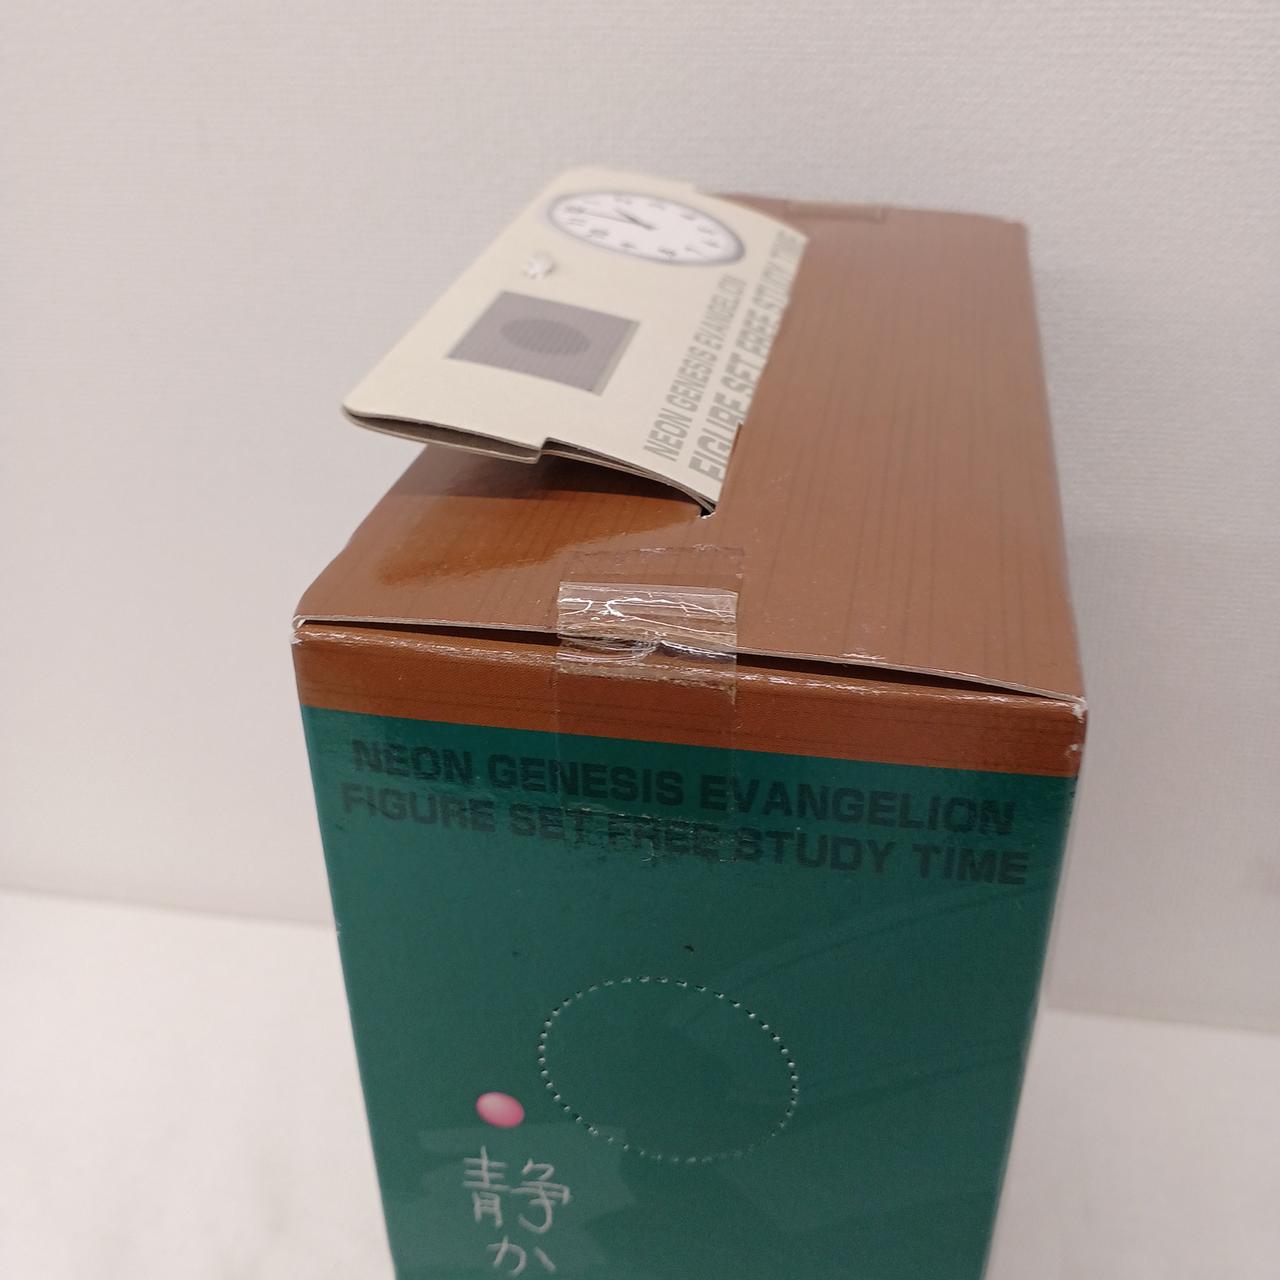 NEON GENESIS EVANGELION
FIGURE SET FREE STUDY TIME
NEON GENESIS EVANGELION
FIGURE SET FREE STUDY TIME
静か